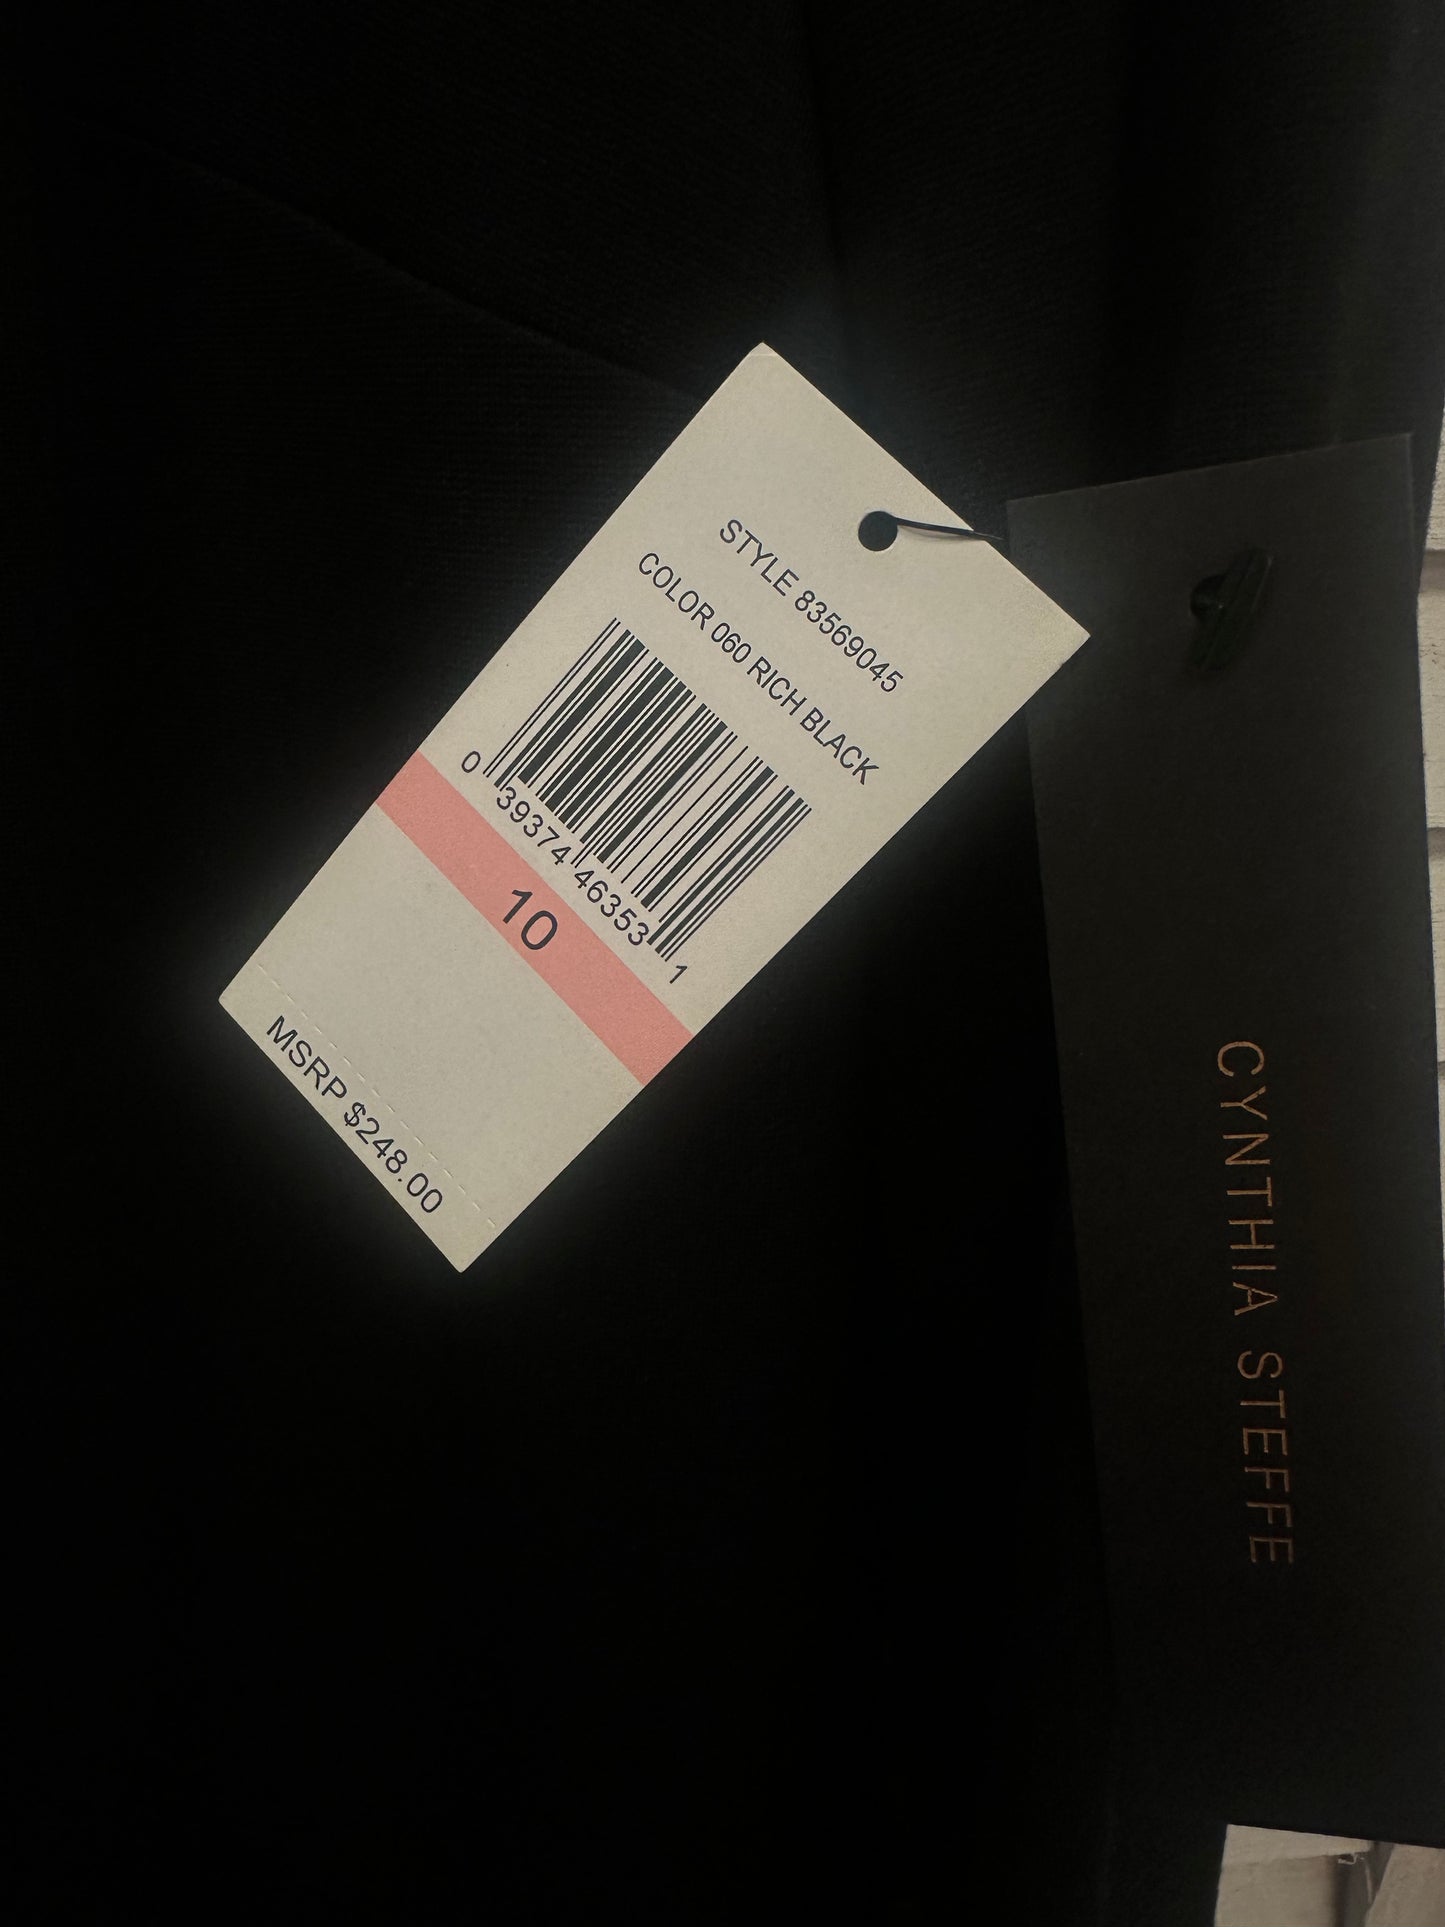 STYLE 83569045
COLOR 060 RICH BLACK
0 39374 46353 1
10
MSRP $248.00
CYNTHIA STEFFE